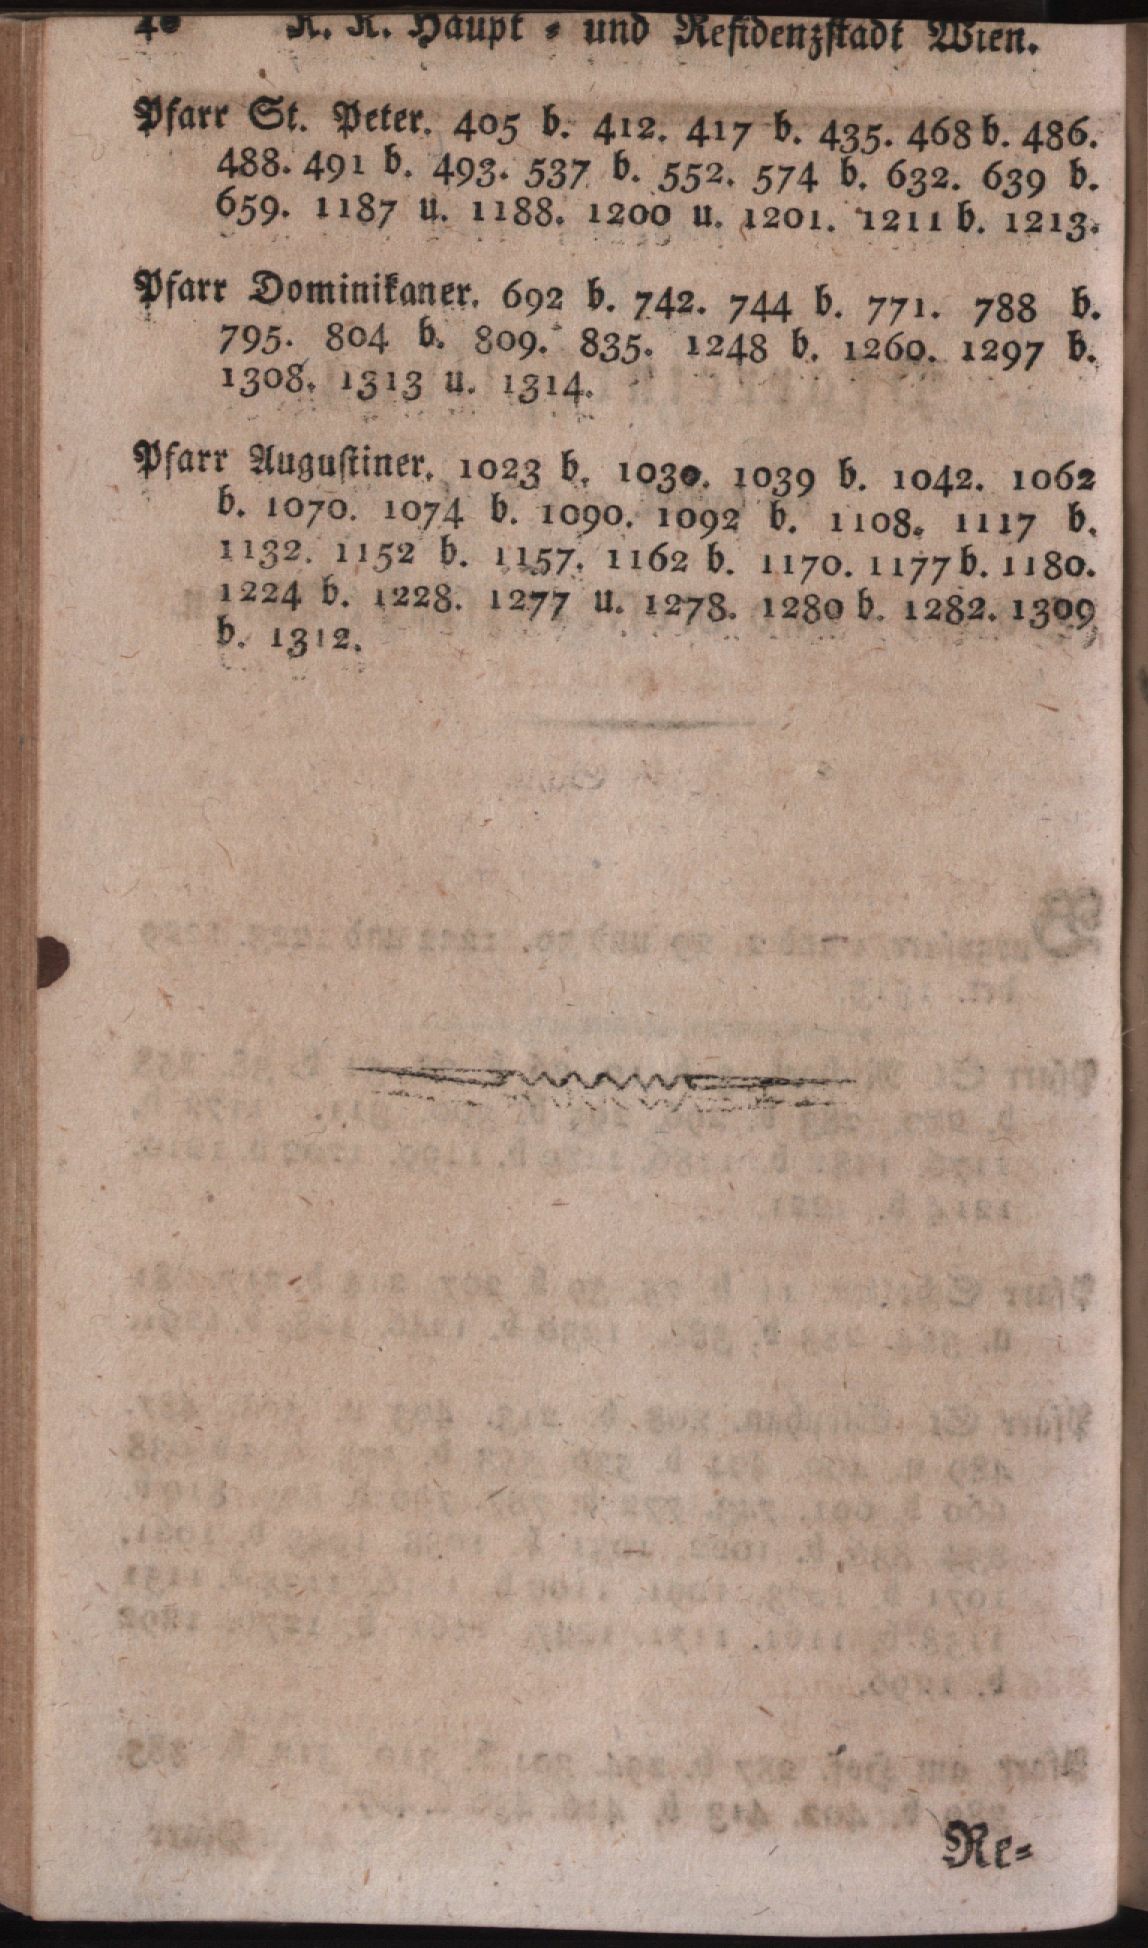 K. K. Haupt - und Residenzstadt Wien.
Pfarr St. Peter. 405 b. 412. 417 b. 435. 468 b. 486.
488. 491 b. 493. 537 b. 552. 574 b. 632. 639 b.
659. 1187 u. 1188. 1200 u. 1201. 1211 b. 1213.
Pfarr Dominikaner. 692 b. 742. 744 b. 771. 788 b.
795. 804 b. 809. 835. 1248 b. 1260. 1297 b.
1308. 1313 u. 1314.
Pfarr Augustiner. 1023 b. 1030. 1039 b. 1042. 1062
b. 1070. 1074 b. 1090. 1092 b. 1108. 1117 b.
1132. 1152 b. 1157. 1162 b. 1170. 1177 b. 1180.
1224 b. 1228. 1277 u. 1278. 1280 b. 1282. 1309
b. 1312.
Re-